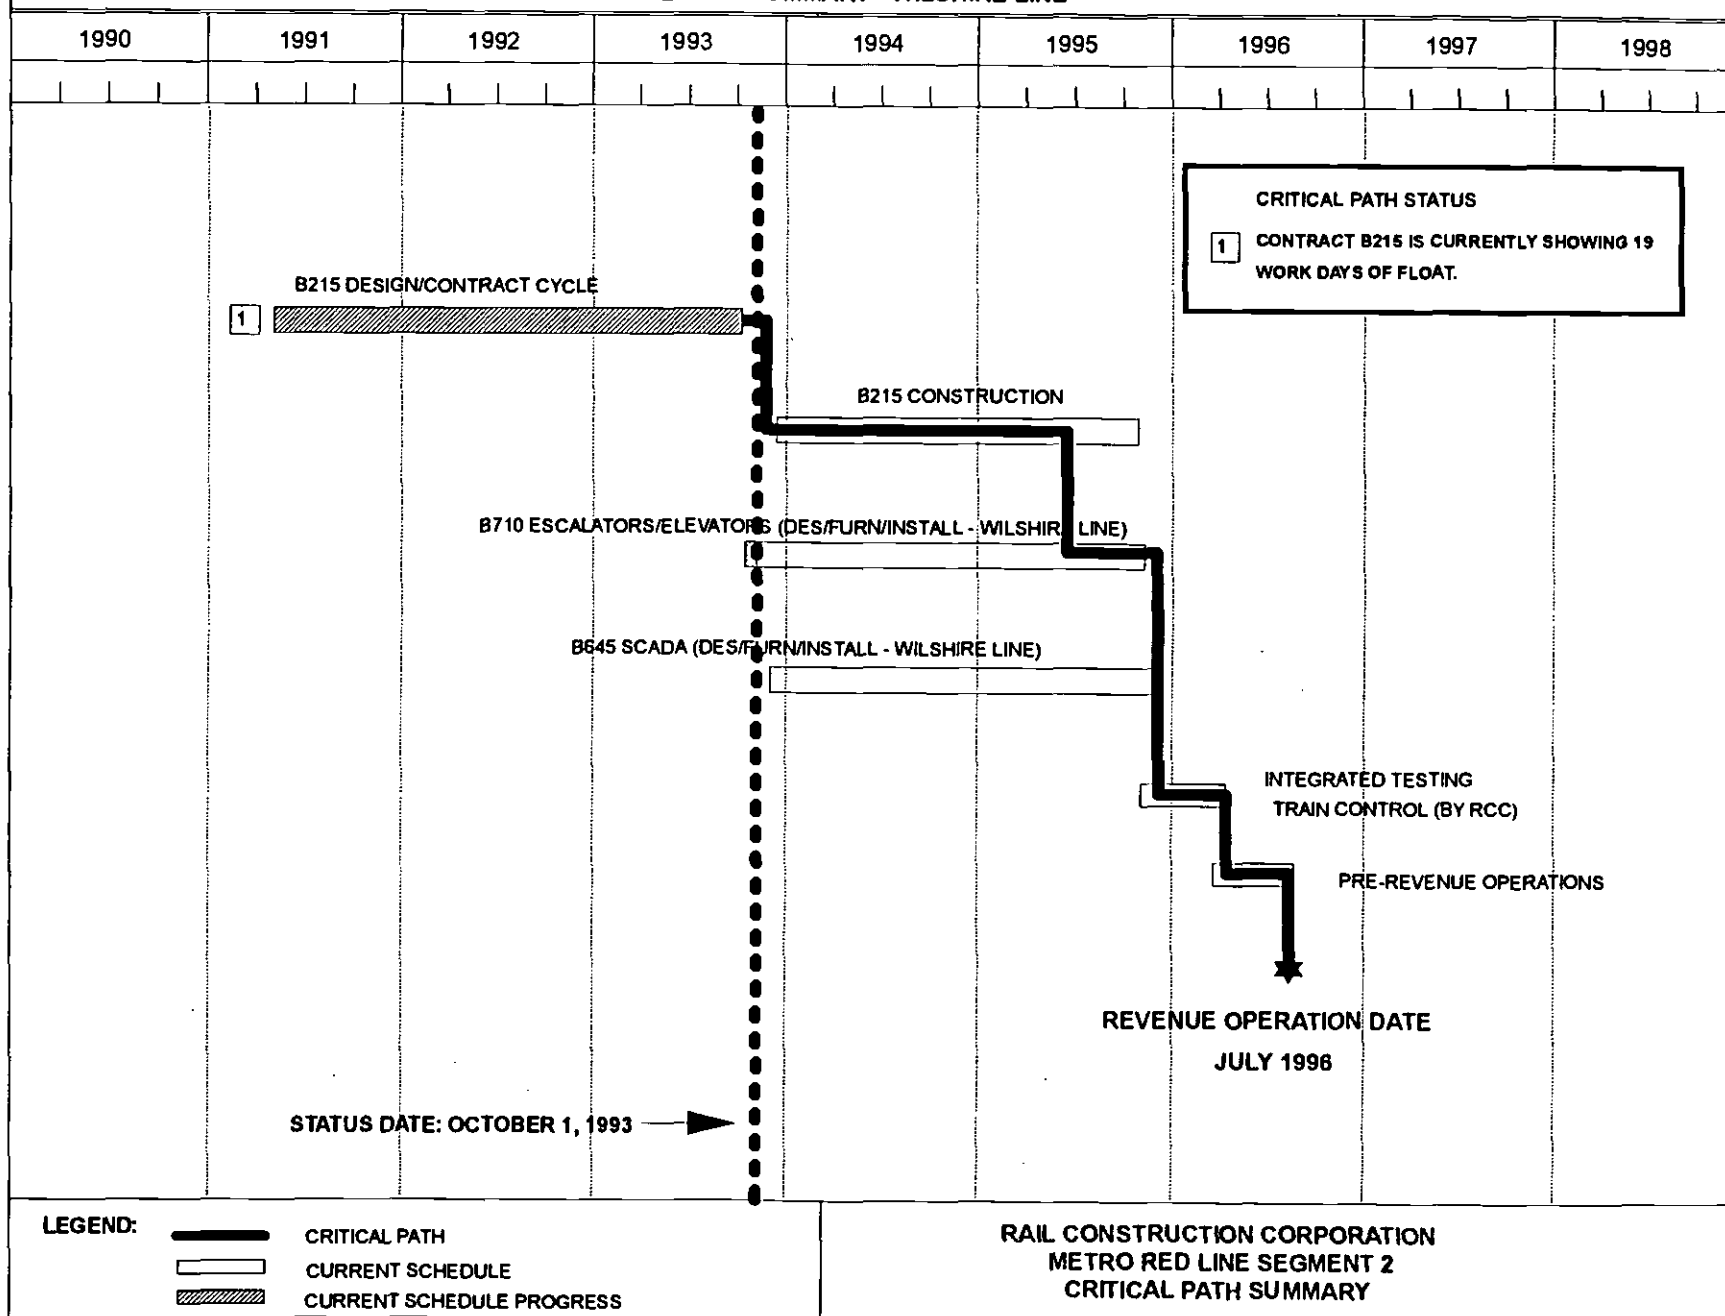 1990 1991 1992 1993 1994 1995 1996 1997 1998
CRITICAL PATH STATUS
1 CONTRACT B215 IS CURRENTLY SHOWING 19
WORK DAYS OF FLOAT.
B215 DESIGN/CONTRACT CYCLE
1
B215 CONSTRUCTION
B710 ESCALATORS/ELEVATORS (DES/FURN/INSTALL - WILSHIRE LINE)
B645 SCADA (DES/FURN/INSTALL - WILSHIRE LINE)
INTEGRATED TESTING
TRAIN CONTROL (BY RCC)
PRE-REVENUE OPERATIONS
REVENUE OPERATION DATE
JULY 1996
STATUS DATE: OCTOBER 1, 1993
LEGEND:
CRITICAL PATH
CURRENT SCHEDULE
CURRENT SCHEDULE PROGRESS
RAIL CONSTRUCTION CORPORATION
METRO RED LINE SEGMENT 2
CRITICAL PATH SUMMARY